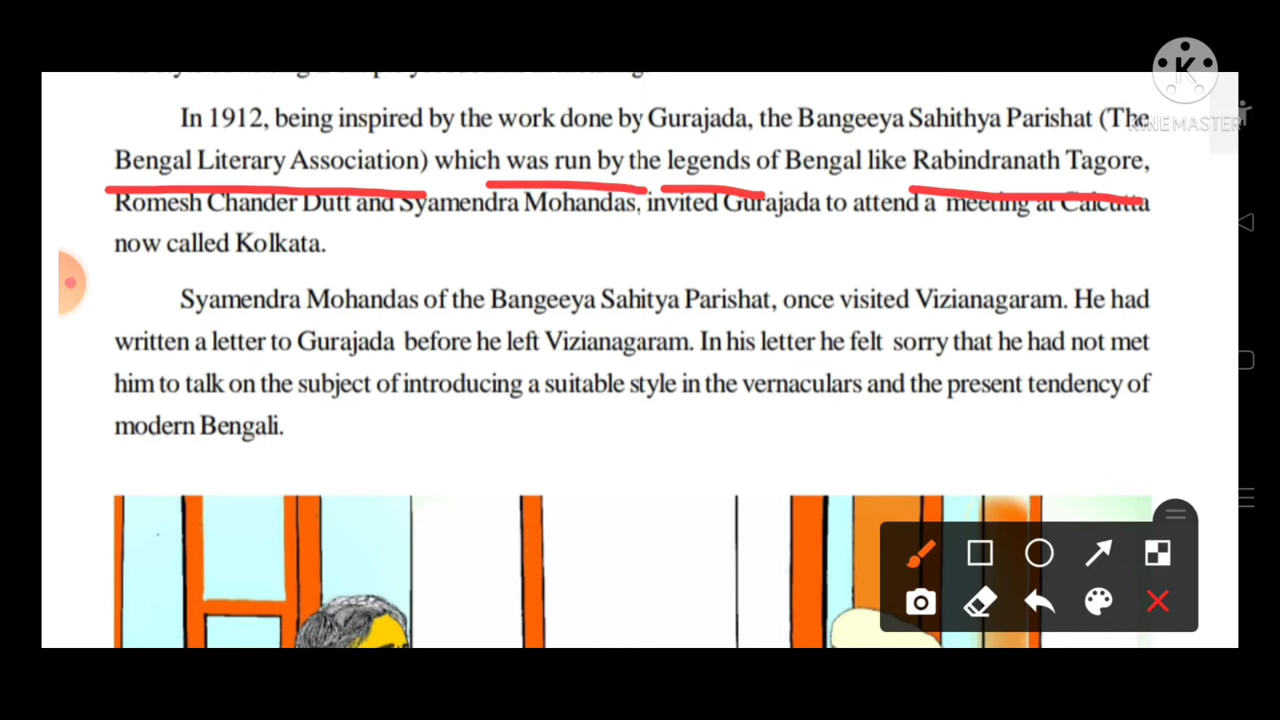 In 1912, being inspired by the work done by Gurajada, the Bangeeya Sahithya Parishat (The
Bengal Literary Association) which was run by the legends of Bengal like Rabindranath Tagore,
Romesh Chander Dutt and Syamendra Mohandas, invited Gurajada to attend a meeting at Calcutta
now called Kolkata.
Syamendra Mohandas of the Bangeeya Sahitya Parishat, once visited Vizianagaram. He had
written a letter to Gurajada before he left Vizianagaram. In his letter he felt sorry that he had not met
him to talk on the subject of introducing a suitable style in the vernaculars and the present tendency of
modern Bengali.
K
KINEMASTER